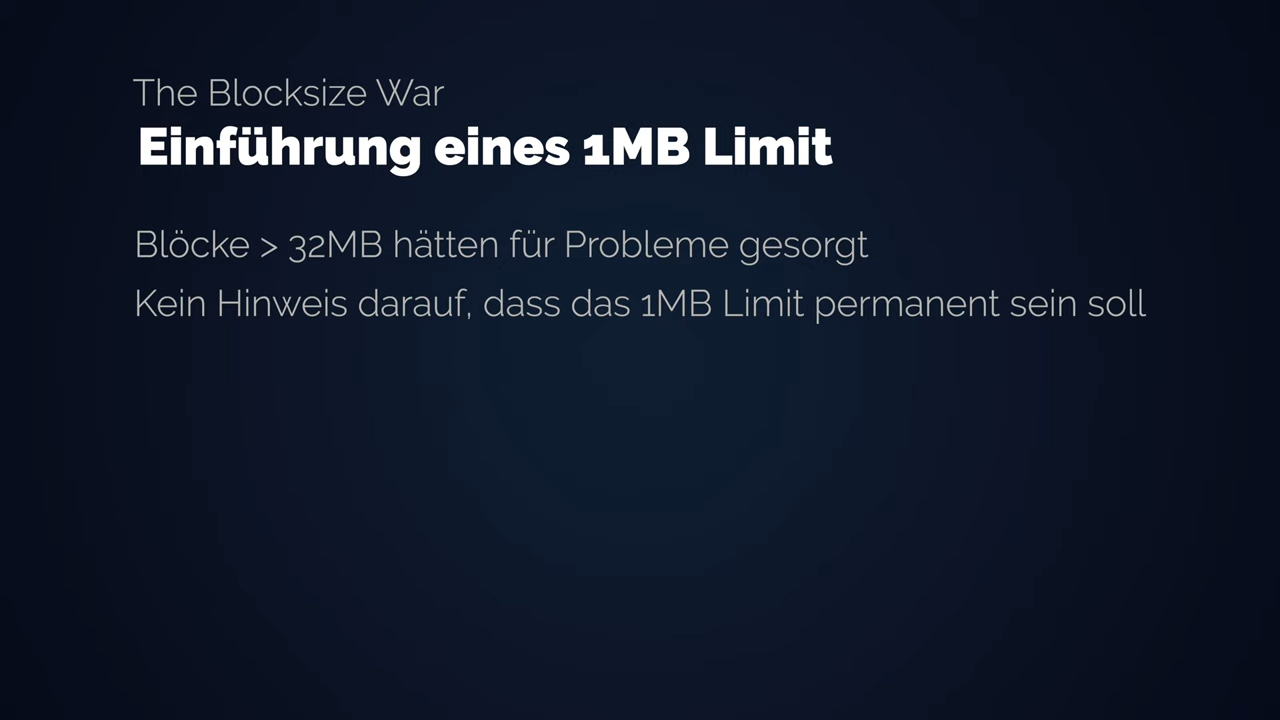 The Blocksize War
Einführung eines 1MB Limit
Blöcke > 32MB hätten für Probleme gesorgt
Kein Hinweis darauf, dass das 1MB Limit permanent sein soll